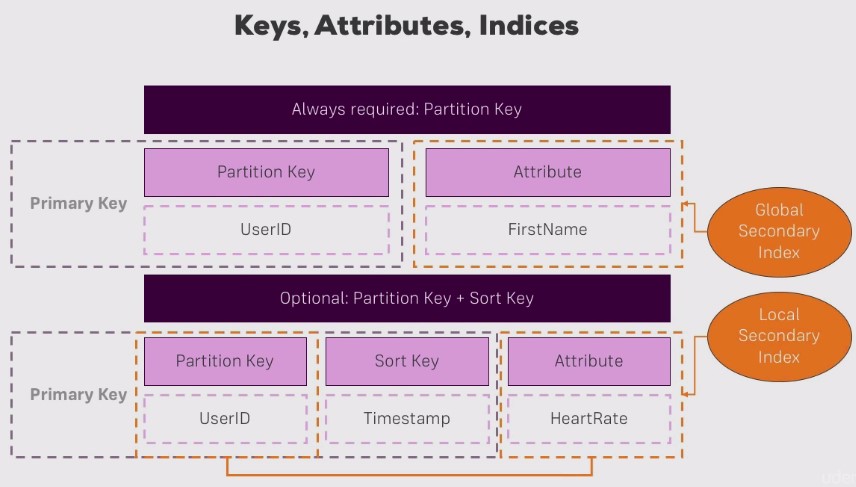 Keys, Attributes, Indices
Always required: Partition Key
Primary Key
Partition Key
Attribute
UserID
FirstName
Global
Secondary
Index
Optional: Partition Key + Sort Key
Primary Key
Partition Key
Sort Key
Attribute
UserID
Timestamp
HeartRate
Local
Secondary
Index